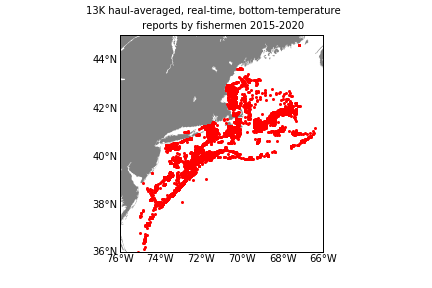 13K haul-averaged, real-time, bottom-temperature
reports by fishermen 2015-2020
44°N
42°N
40°N
38°N
36°N
76°W 74°W 72°W 70°W 68°W 66°W